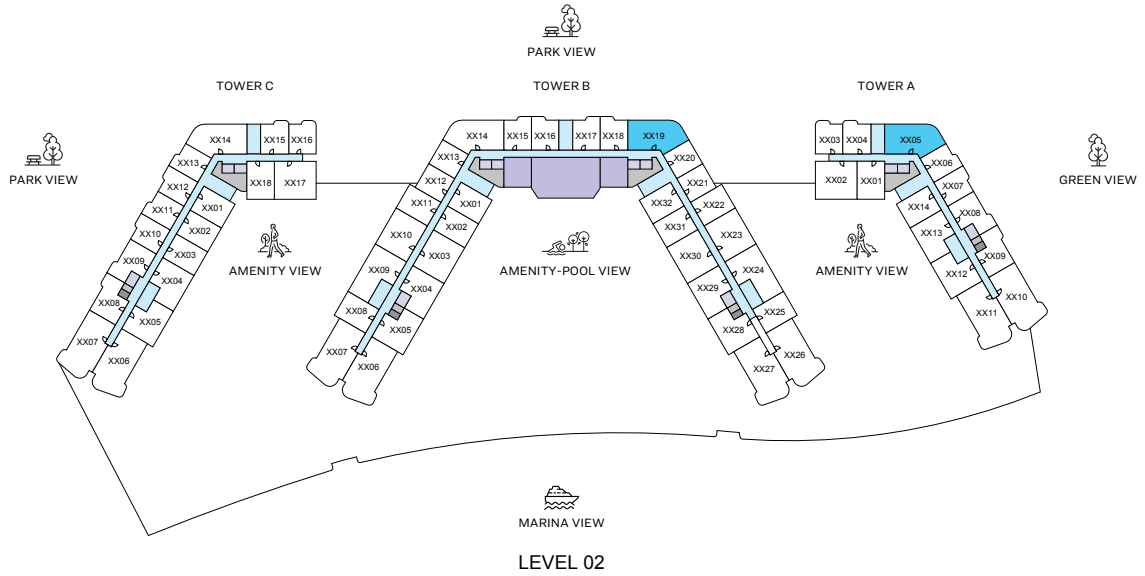 PARK VIEW
TOWER C
TOWER B
TOWER A
PARK VIEW
GREEN VIEW
XX14
XX15
XX16
XX13
XX12
XX18
XX17
XX11
XX01
XX10
XX02
XX09
XX03
XX08
XX04
XX07
XX05
XX06
AMENITY VIEW
XX14
XX15
XX16
XX17
XX18
XX19
XX13
XX20
XX12
XX21
XX11
XX01
XX32
XX22
XX10
XX02
XX31
XX23
XX09
XX03
XX30
XX24
XX08
XX04
XX29
XX25
XX07
XX05
XX28
XX26
XX06
XX27
AMENITY-POOL VIEW
XX03
XX04
XX05
XX02
XX01
XX06
XX07
XX14
XX08
XX13
XX09
XX12
XX10
XX11
AMENITY VIEW
MARINA VIEW
LEVEL 02